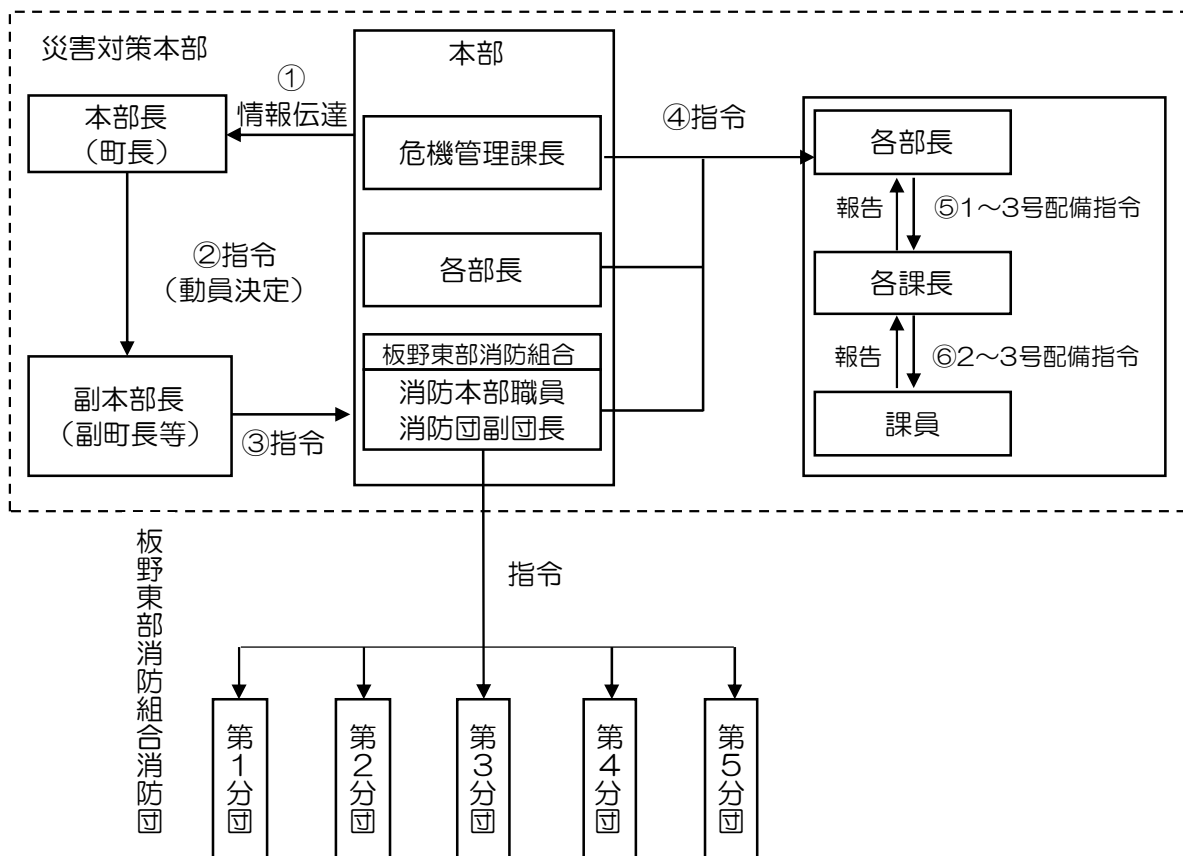 災害対策本部
本部
①
情報伝達
本部長
（町長）
②指令
（動員決定）
副本部長
（副町長等）
③指令
危機管理課長
各部長
板野東部消防組合
消防本部職員
消防団副団長
④指令
各部長
報告
⑤1～3号配備指令
各課長
報告
⑥2～3号配備指令
課員
指令
板野東部消防組合消防団
第1分団
第2分団
第3分団
第4分団
第5分団